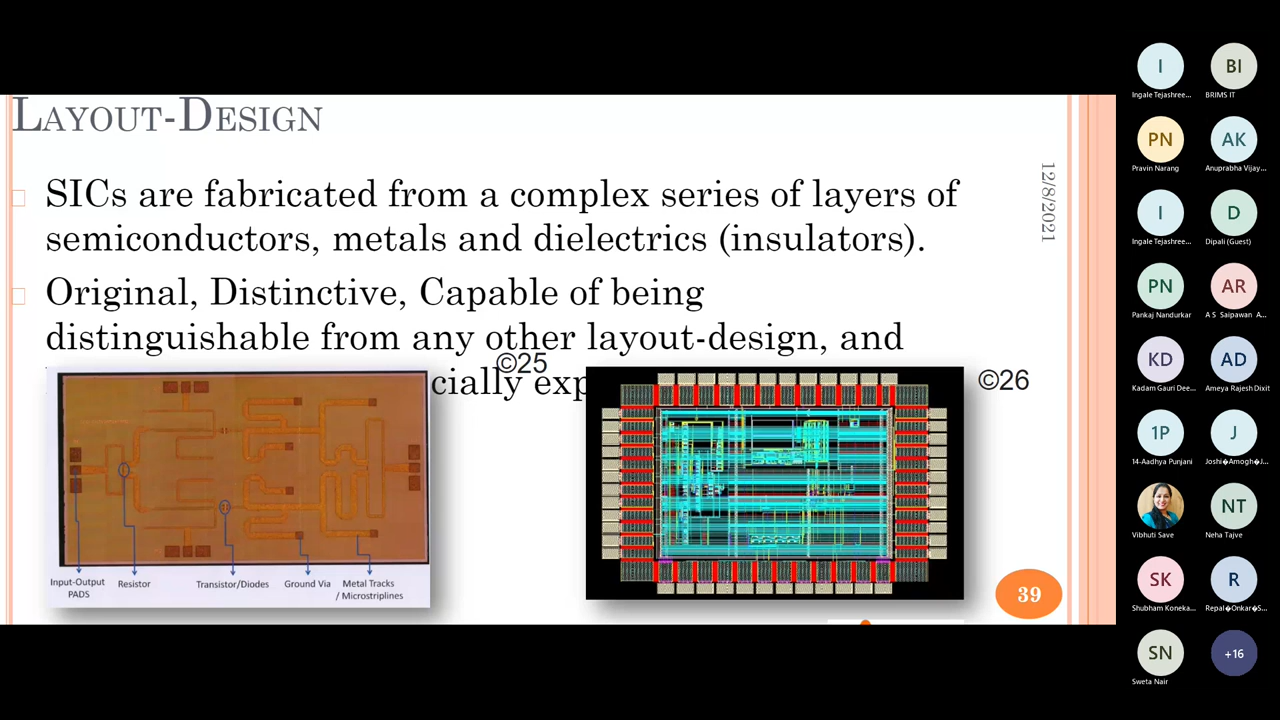 LAYOUT-DESIGN
12/8/2021
SICs are fabricated from a complex series of layers of
semiconductors, metals and dielectrics (insulators).
Original, Distinctive, Capable of being
distinguishable from any other layout-design, and
cially exp
©25
©26
Input-Output
PADS
Resistor
Transistor/Diodes
Ground Via
Metal Tracks
/ Microstriplines
39
I
Ingale Tejashree...
BI
BRIMS IT
PN
Pravin Narang
AK
Anuprabha Vijay...
I
Ingale Tejashree...
D
Dipali (Guest)
PN
Pankaj Nandurkar
AR
A S Saipawan A...
KD
Kadam Gauri Dee...
AD
Ameya Rajesh Dixit
1P
14-Aadhya Punjani
J
Joshi�Amogh�J...
Vibhuti Save
NT
Neha Tajve
SK
Shubham Koneka...
R
Repal�Onkar�S...
SN
Sweta Nair
+16